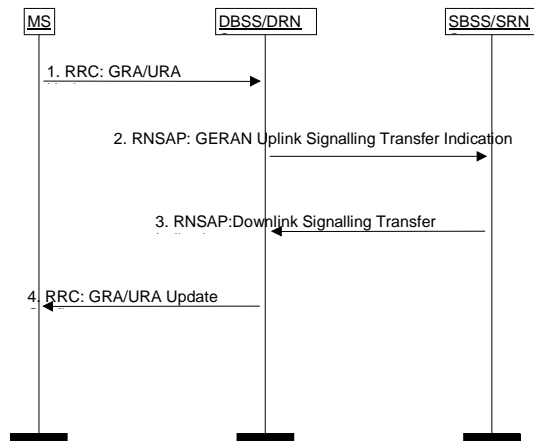 MS
DBSS/DRN
SBSS/SRN
1. RRC: GRA/URA
2. RNSAP: GERAN Uplink Signalling Transfer Indication
3. RNSAP:Downlink Signalling Transfer
4. RRC: GRA/URA Update